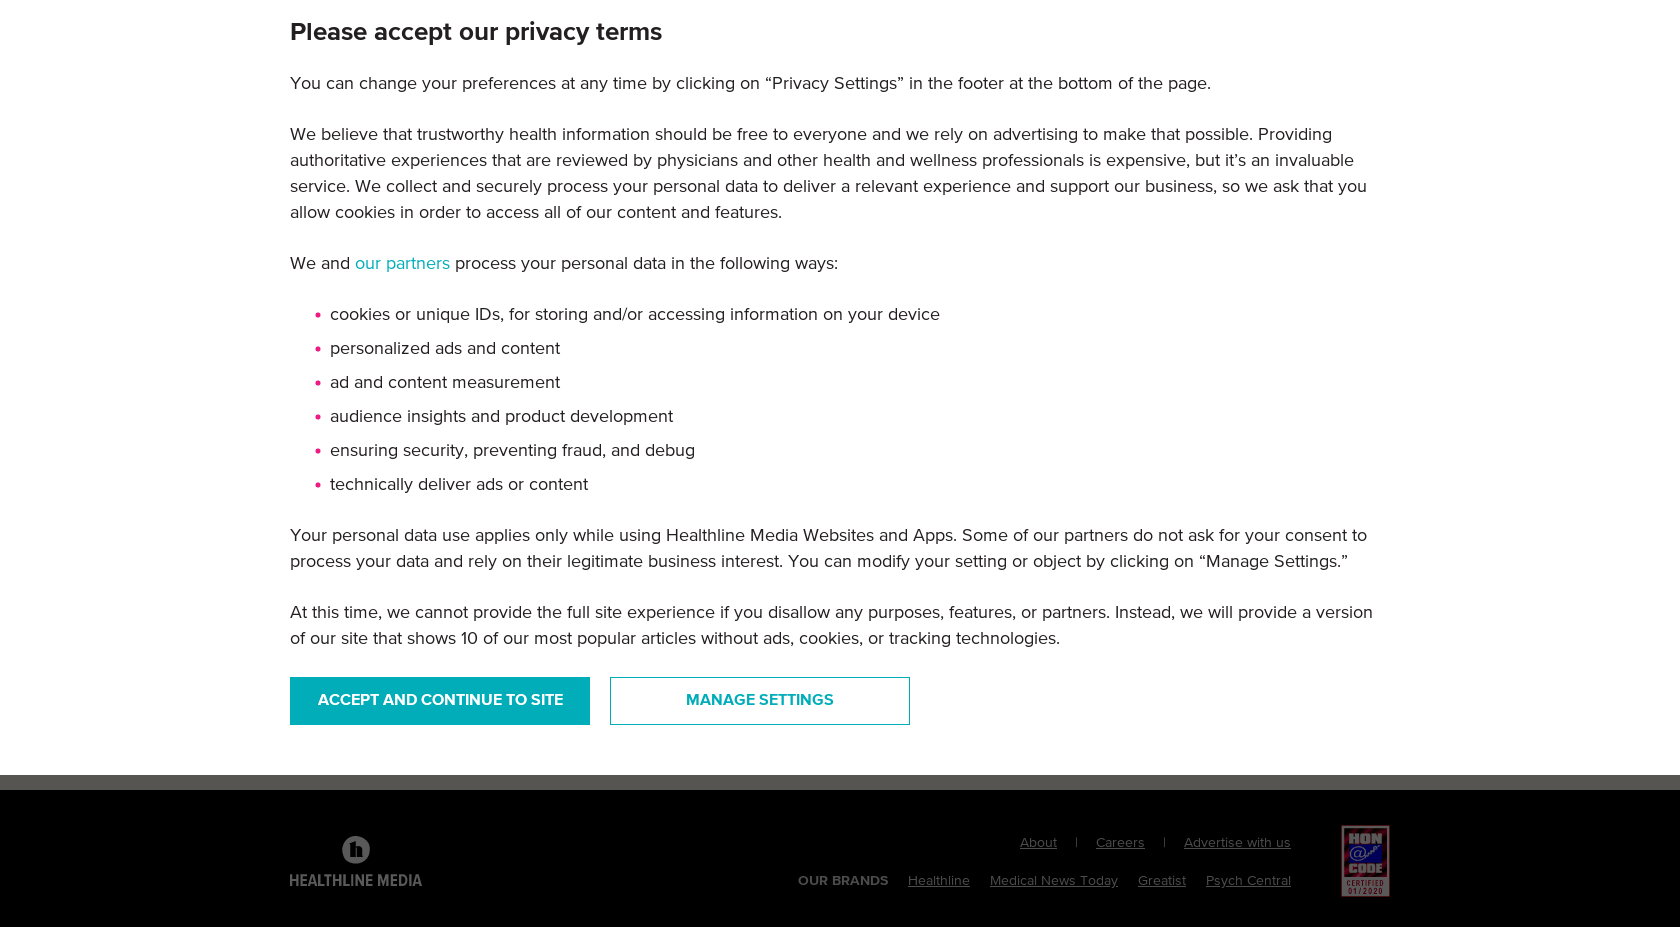 Please accept our privacy terms
You can change your preferences at any time by clicking on “Privacy Settings” in the footer at the bottom of the page.
We believe that trustworthy health information should be free to everyone and we rely on advertising to make that possible. Providing
authoritative experiences that are reviewed by physicians and other health and wellness professionals is expensive, but it’s an invaluable
service. We collect and securely process your personal data to deliver a relevant experience and support our business, so we ask that you
allow cookies in order to access all of our content and features.
We and our partners process your personal data in the following ways:
• cookies or unique IDs, for storing and/or accessing information on your device
• personalized ads and content
• ad and content measurement
• audience insights and product development
• ensuring security, preventing fraud, and debug
• technically deliver ads or content
Your personal data use applies only while using Healthline Media Websites and Apps. Some of our partners do not ask for your consent to
process your data and rely on their legitimate business interest. You can modify your setting or object by clicking on “Manage Settings.”
At this time, we cannot provide the full site experience if you disallow any purposes, features, or partners. Instead, we will provide a version
of our site that shows 10 of our most popular articles without ads, cookies, or tracking technologies.
ACCEPT AND CONTINUE TO SITE MANAGE SETTINGS
h
HEALTHLINE MEDIA
About | Careers | Advertise with us
OUR BRANDS Healthline Medical News Today Greatist Psych Central
HON
@
CODE
CERTIFIED
01/2020